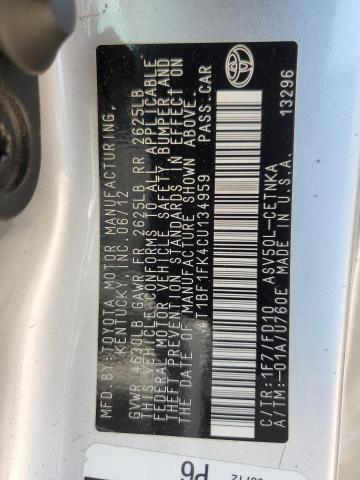 MFD. BY: TOYOTA MOTOR MANUFACTURING,
KENTUCKY, INC. 06/12
GVWR 4630LB GAWR FR 2625LB RR 2625LB
THIS VEHICLE CONFORMS TO ALL APPLICABLE
FEDERAL MOTOR VEHICLE SAFETY, BUMPER AND
THEFT PREVENTION STANDARDS IN EFFECT ON
THE DATE OF MANUFACTURE SHOWN ABOVE.
4T1BF1FK4CU134959 PASS.CAR
C/TR: 1F7/FD10 ASV50L-CETNKA
A/TM: -01A/U760E U.S.A.
13296
P6